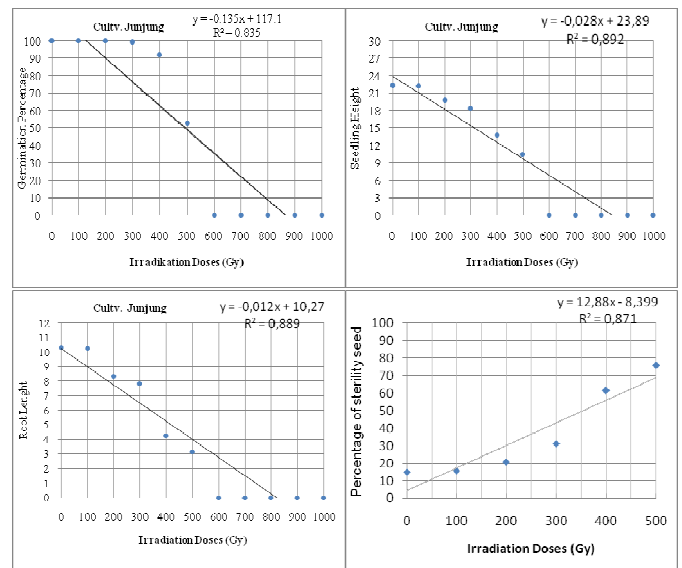 Cultv. Junjung
y = -0.135x + 117.1
R² = 0.835
Germination Percentage
100
90
80
70
60
50
40
30
20
10
0
0 100 200 300 400 500 600 700 800 900 1000
Irradikation Doses (Gy)
Cultv. Junjung
y = -0,028x + 23,89
R² = 0,892
Seedling Height
30
27
24
21
18
15
12
9
6
3
0
0 100 200 300 400 500 600 700 800 900 1000
Irradiation Doses (Gy)
Cultv. Junjung
y = -0,012x + 10,27
R² = 0,889
Root Lenght
12
11
10
9
8
7
6
5
4
3
2
1
0
0 100 200 300 400 500 600 700 800 900 1000
Irradiation Doses (Gy)
y = 12,88x - 8,399
R² = 0,871
Percentage of sterility seed
100
90
80
70
60
50
40
30
20
10
0
0 100 200 300 400 500
Irradiation Doses (Gy)